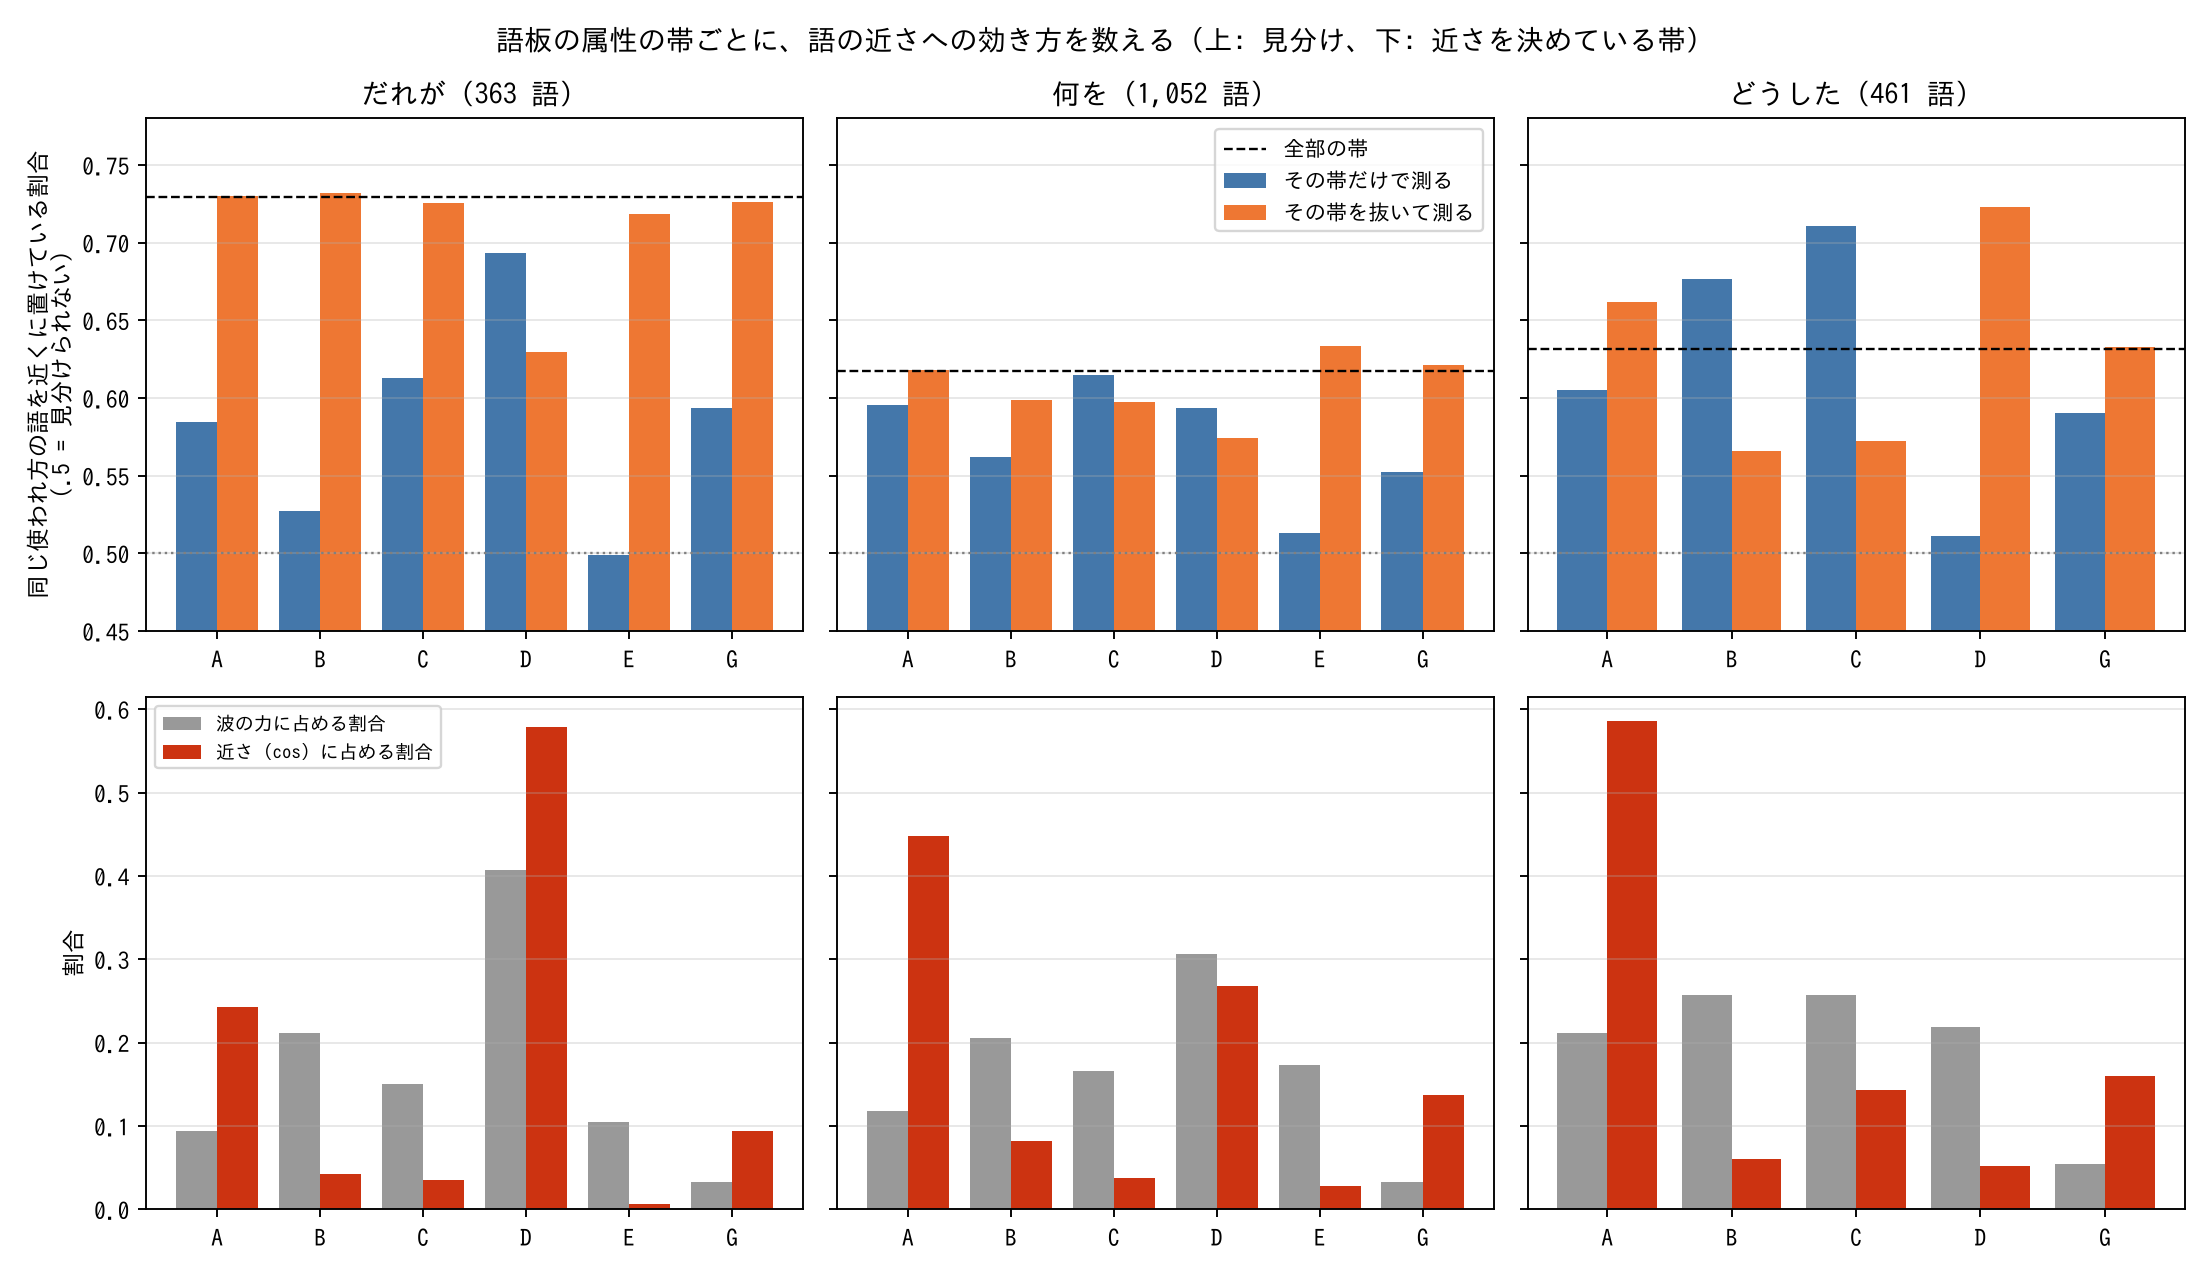 語板の属性の帯ごとに、語の近さへの効き方を数える（上: 見分け、下: 近さを決めている帯）
だれが（363 語）
同じ使われ方の語を近くに置けている割合
（.5 = 見分けられない）
0.75
0.70
0.65
0.60
0.55
0.50
0.45
A B C D E G
何を（1,052 語）
全部の帯
その帯だけで測る
その帯を抜いて測る
A B C D E G
どうした（461 語）
A B C D G
割合
0.6
0.5
0.4
0.3
0.2
0.1
0.0
波の力に占める割合
近さ（cos）に占める割合
A B C D E G
A B C D E G
A B C D G